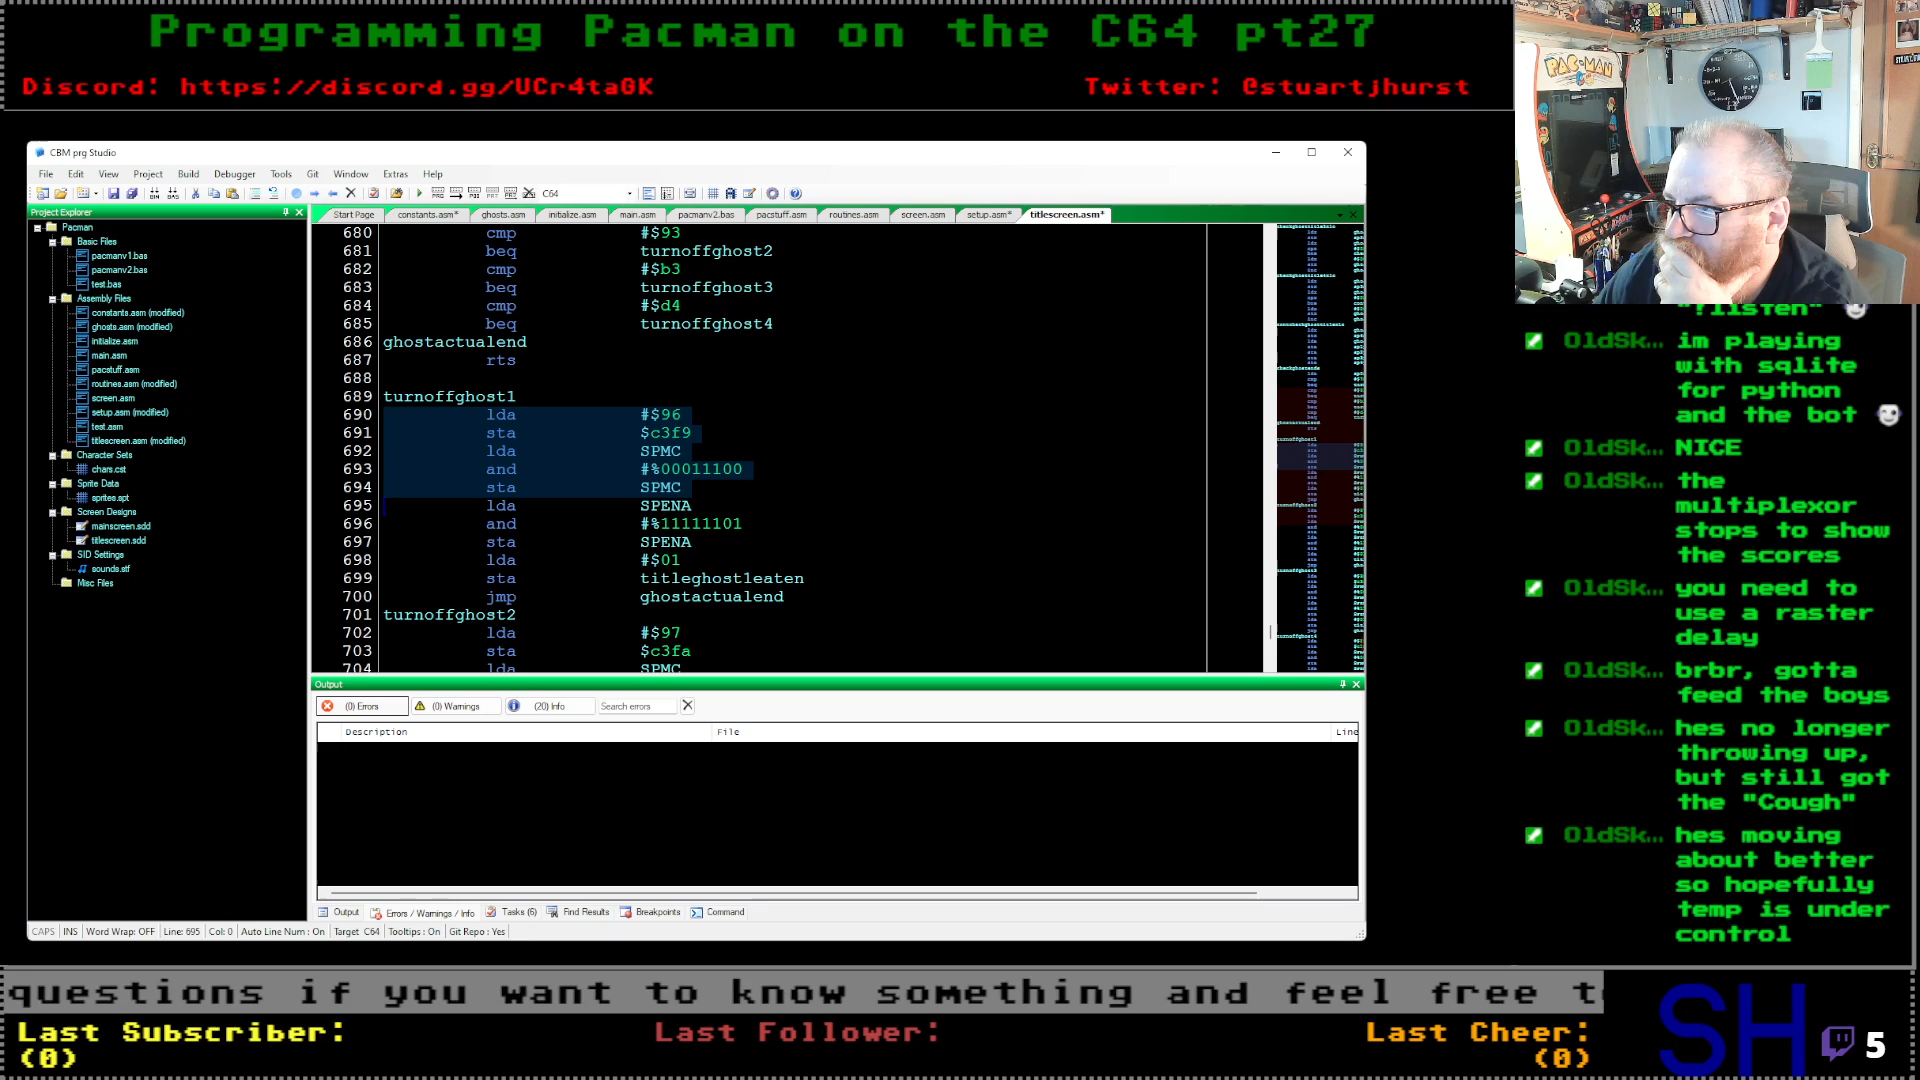 Programming Pacman on the C64 pt27
Discord: https://discord.gg/UCr4taGK
Twitter: @stuartjhurst
PAC-MAN
CBM prg Studio
File Edit View Project Build Debugger Tools Git Window Extras Help
C64
Project Explorer
Start Page constants.asm* ghosts.asm initialize.asm main.asm pacmanv2.bas pacstuff.asm routines.asm screen.asm setup.asm* titlescreen.asm*
Pacman
Basic Files
pacmanv1.bas
pacmanv2.bas
test.bas
Assembly Files
constants.asm (modified)
ghosts.asm (modified)
initialize.asm
main.asm
pacstuff.asm
routines.asm (modified)
screen.asm
setup.asm (modified)
test.asm
titlescreen.asm (modified)
Character Sets
chars.cst
Sprite Data
sprites.spt
Screen Designs
mainscreen.sdd
titlescreen.sdd
SID Settings
sounds.stf
Misc Files
680 cmp #$93
681 beq turnoffghost2
682 cmp #$b3
683 beq turnoffghost3
684 cmp #$d4
685 beq turnoffghost4
686 ghostactualend
687 rts
688
689 turnoffghost1
690 lda #$96
691 sta $c3f9
692 lda SPMC
693 and #%00011100
694 sta SPMC
695 lda SPENA
696 and #%11111101
697 sta SPENA
698 lda #$01
699 sta titleghost1eaten
700 jmp ghostactualend
701 turnoffghost2
702 lda #$97
703 sta $c3fa
704 lda SPMC
Output
(0) Errors (0) Warnings (20) Info Search errors
Description File Line
Output Errors / Warnings / Info Tasks (6) Find Results Breakpoints Command
CAPS INS Word Wrap: OFF Line: 695 Col: 0 Auto Line Num : On Target C64 Tooltips : On Git Repo : Yes
"!listen"
OldSk... im playing
with sqlite
for python
and the bot
OldSk... NICE
OldSk... the
multiplexor
stops to show
the scores
OldSk... you need to
use a raster
delay
OldSk... brbr, gotta
feed the boys
OldSk... hes no longer
throwing up,
but still got
the "Cough"
OldSk... hes moving
about better
so hopefully
temp is under
control
questions if you want to know something and feel free to
Last Subscriber:
(0)
Last Follower:
Last Cheer:
(0)
SH
5